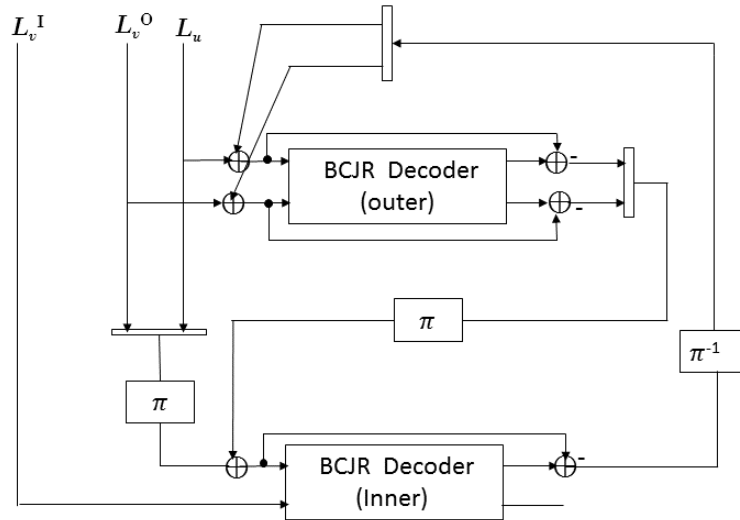 L_v^I L_v^O L_u
BCJR Decoder
(outer)
-
-
π
π^-1
π
BCJR Decoder
(Inner)
-